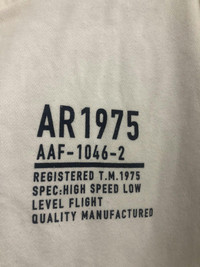 AR1975
AAF-1046-2
REGISTERED T.M.1975
SPEC:HIGH SPEED LOW
LEVEL FLIGHT
QUALITY MANUFACTURED